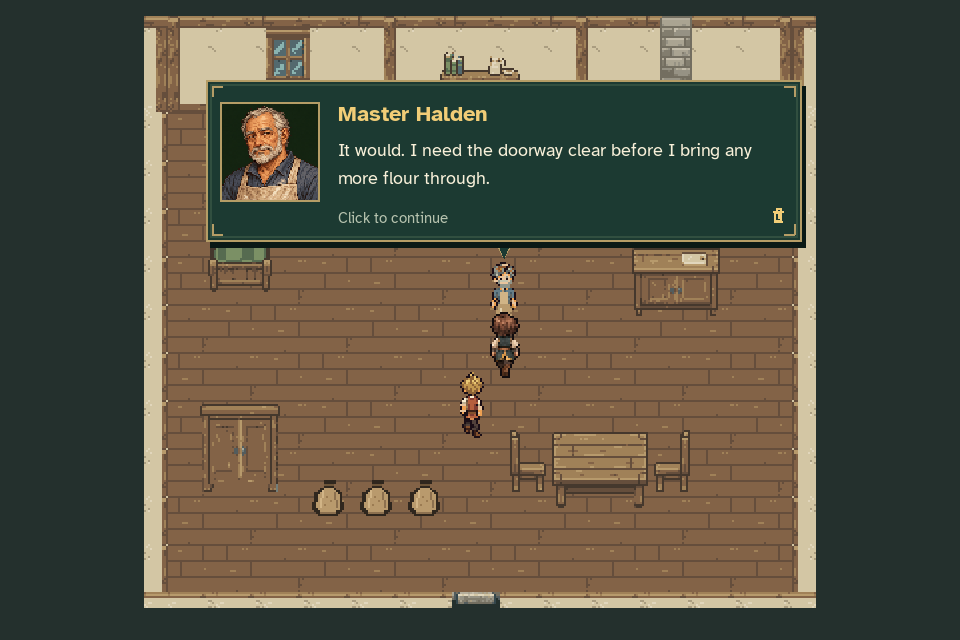 Master Halden
It would. I need the doorway clear before I bring any
more flour through.
Click to continue